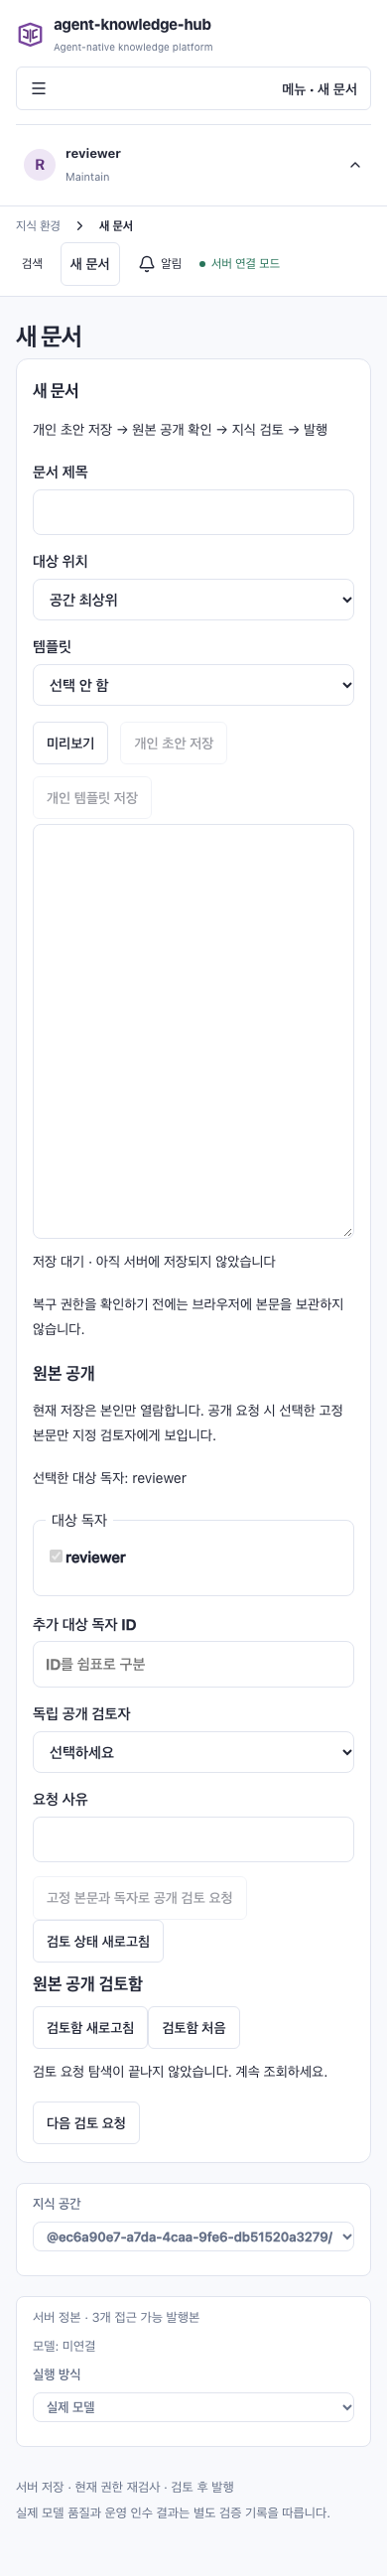 agent-knowledge-hub
Agent-native knowledge platform
메뉴 · 새 문서
R
reviewer
Maintain
지식 환경 > 새 문서
검색 새 문서 알림 서버 연결 모드
새 문서
새 문서
개인 초안 저장 → 원본 공개 확인 → 지식 검토 → 발행
문서 제목
대상 위치
공간 최상위
템플릿
선택 안 함
미리보기 개인 초안 저장
개인 템플릿 저장
저장 대기 · 아직 서버에 저장되지 않았습니다
복구 권한을 확인하기 전에는 브라우저에 본문을 보관하지
않습니다.
원본 공개
현재 저장은 본인만 열람합니다. 공개 요청 시 선택한 고정
본문만 지정 검토자에게 보입니다.
선택한 대상 독자: reviewer
대상 독자
reviewer
추가 대상 독자 ID
ID를 쉼표로 구분
독립 공개 검토자
선택하세요
요청 사유
고정 본문과 독자로 공개 검토 요청
검토 상태 새로고침
원본 공개 검토함
검토함 새로고침 검토함 처음
검토 요청 탐색이 끝나지 않았습니다. 계속 조회하세요.
다음 검토 요청
지식 공간
@ec6a90e7-a7da-4caa-9fe6-db51520a3279/
서버 정본 · 3개 접근 가능 발행본
모델: 미연결
실행 방식
실제 모델
서버 저장 · 현재 권한 재검사 · 검토 후 발행
실제 모델 품질과 운영 인수 결과는 별도 검증 기록을 따릅니다.